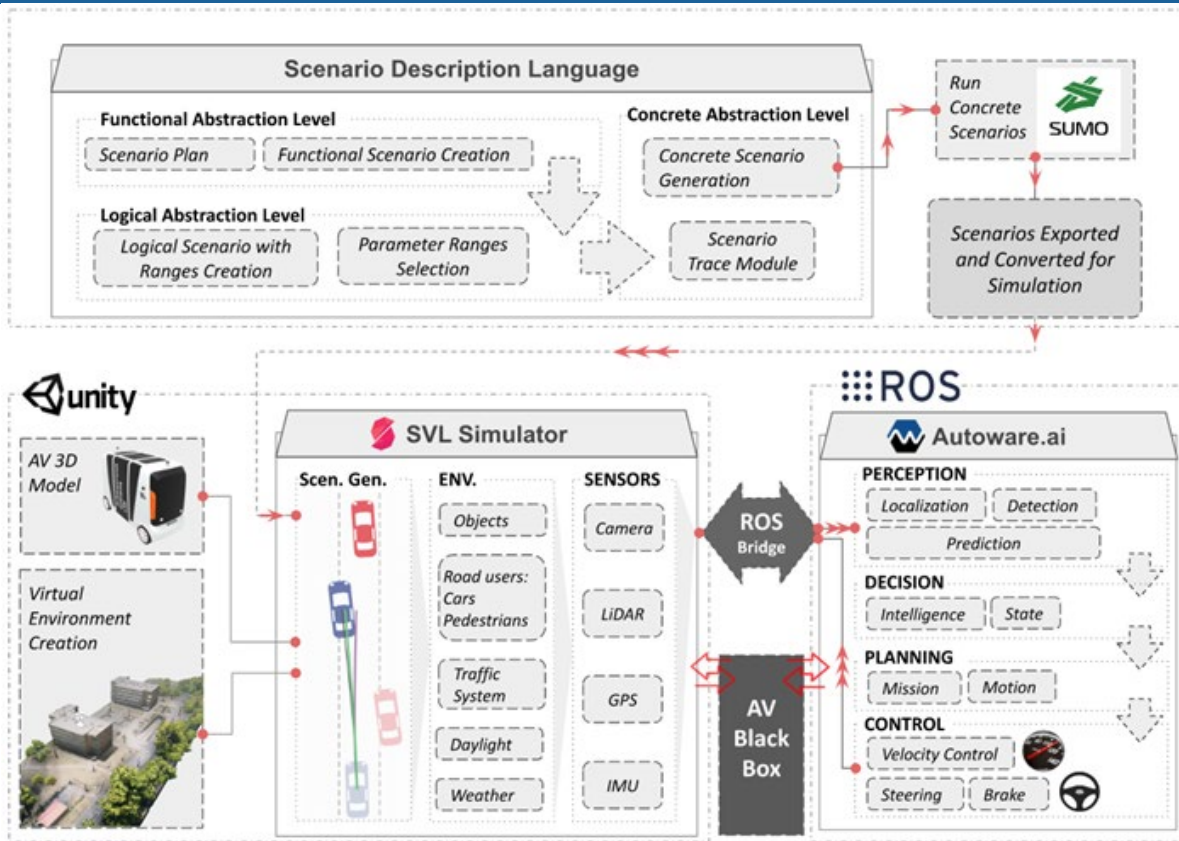 Scenario Description Language
Functional Abstraction Level
Scenario Plan
Functional Scenario Creation
Logical Abstraction Level
Logical Scenario with
Ranges Creation
Parameter Ranges
Selection
Concrete Abstraction Level
Concrete Scenario
Generation
Scenario
Trace Module
Run
Concrete
Scenarios
SUMO
Scenarios Exported
and Converted for
Simulation
unity
AV 3D
Model
Virtual
Environment
Creation
SVL Simulator
Scen. Gen.
ENV.
Objects
Road users:
Cars
Pedestrians
Traffic
System
Daylight
Weather
SENSORS
Camera
LiDAR
GPS
IMU
ROS
Bridge
AV
Black
Box
ROS
Autoware.ai
PERCEPTION
Localization
Detection
Prediction
DECISION
Intelligence
State
PLANNING
Mission
Motion
CONTROL
Velocity Control
Steering
Brake